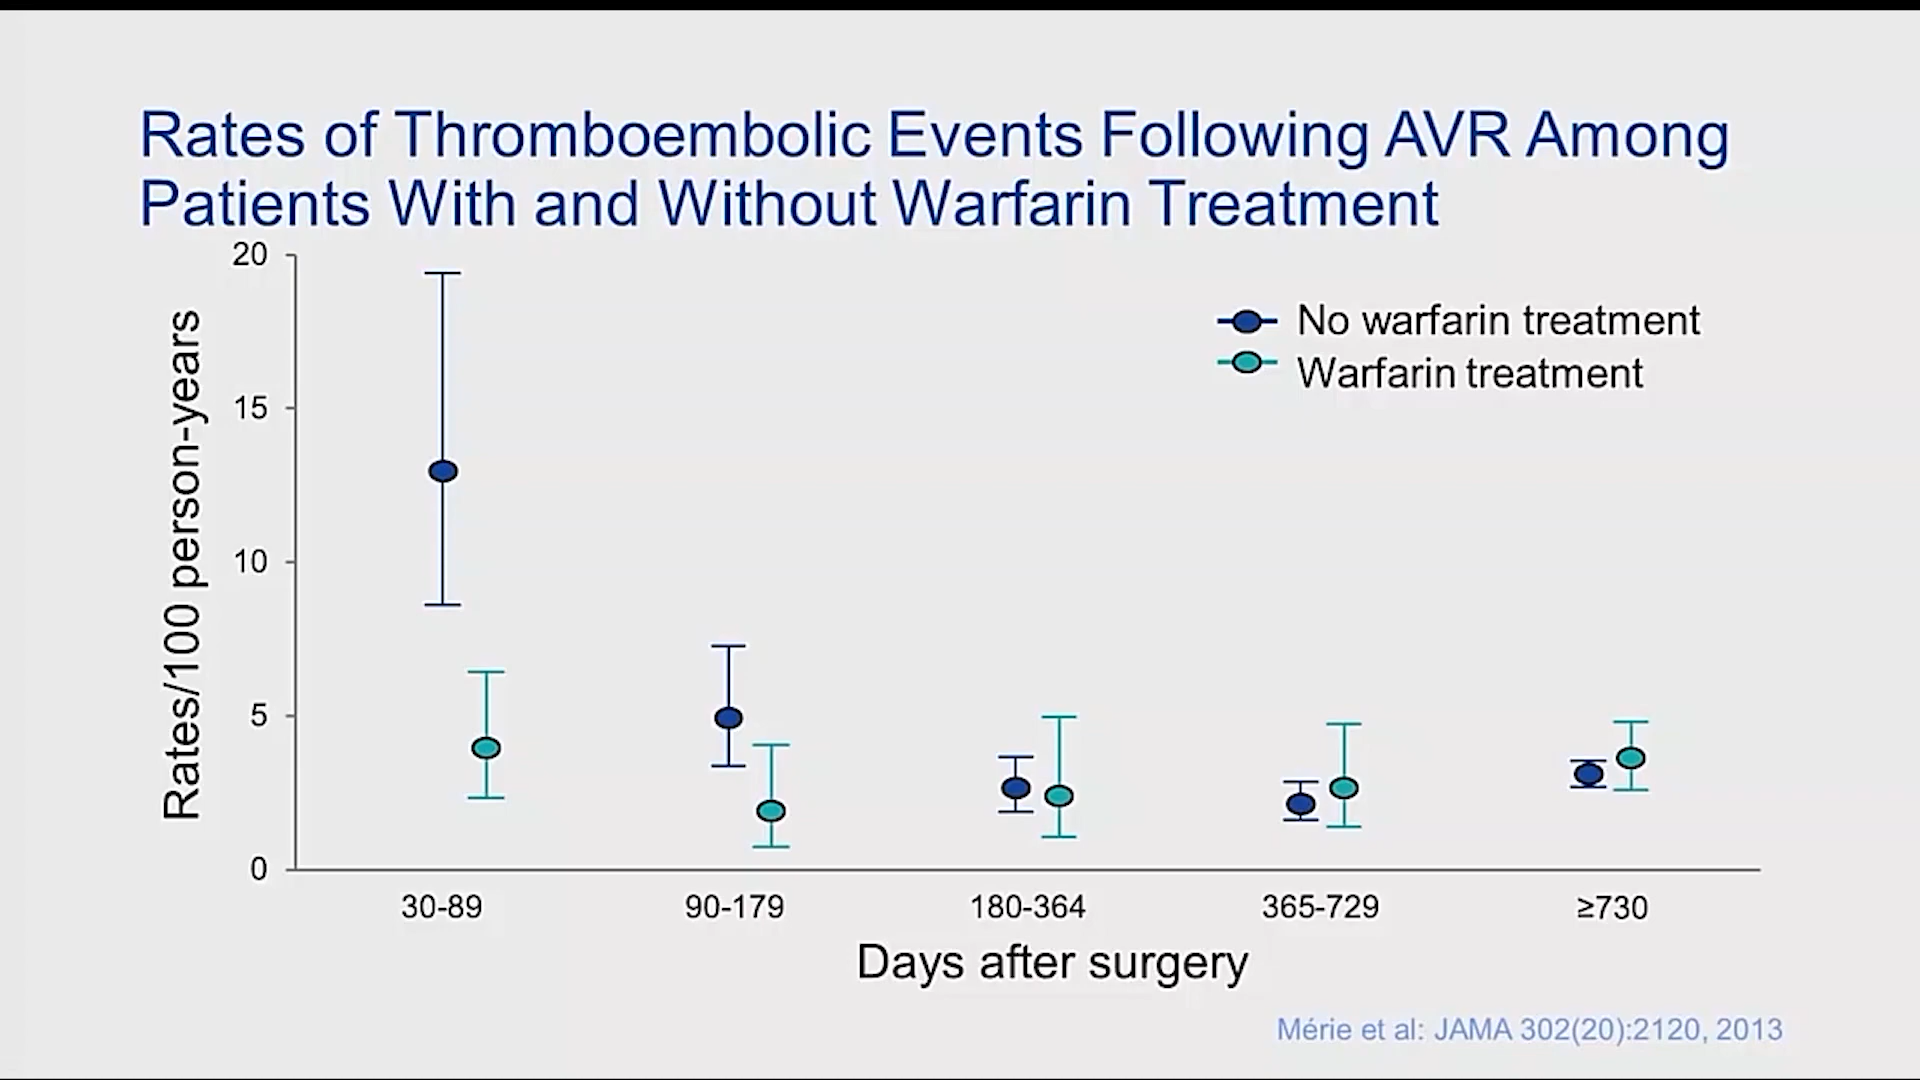 Rates of Thromboembolic Events Following AVR Among
Patients With and Without Warfarin Treatment
20
15
10
5
0
Rates/100 person-years
No warfarin treatment
Warfarin treatment
30-89
90-179
180-364
365-729
≥730
Days after surgery
Mérie et al: JAMA 302(20):2120, 2013